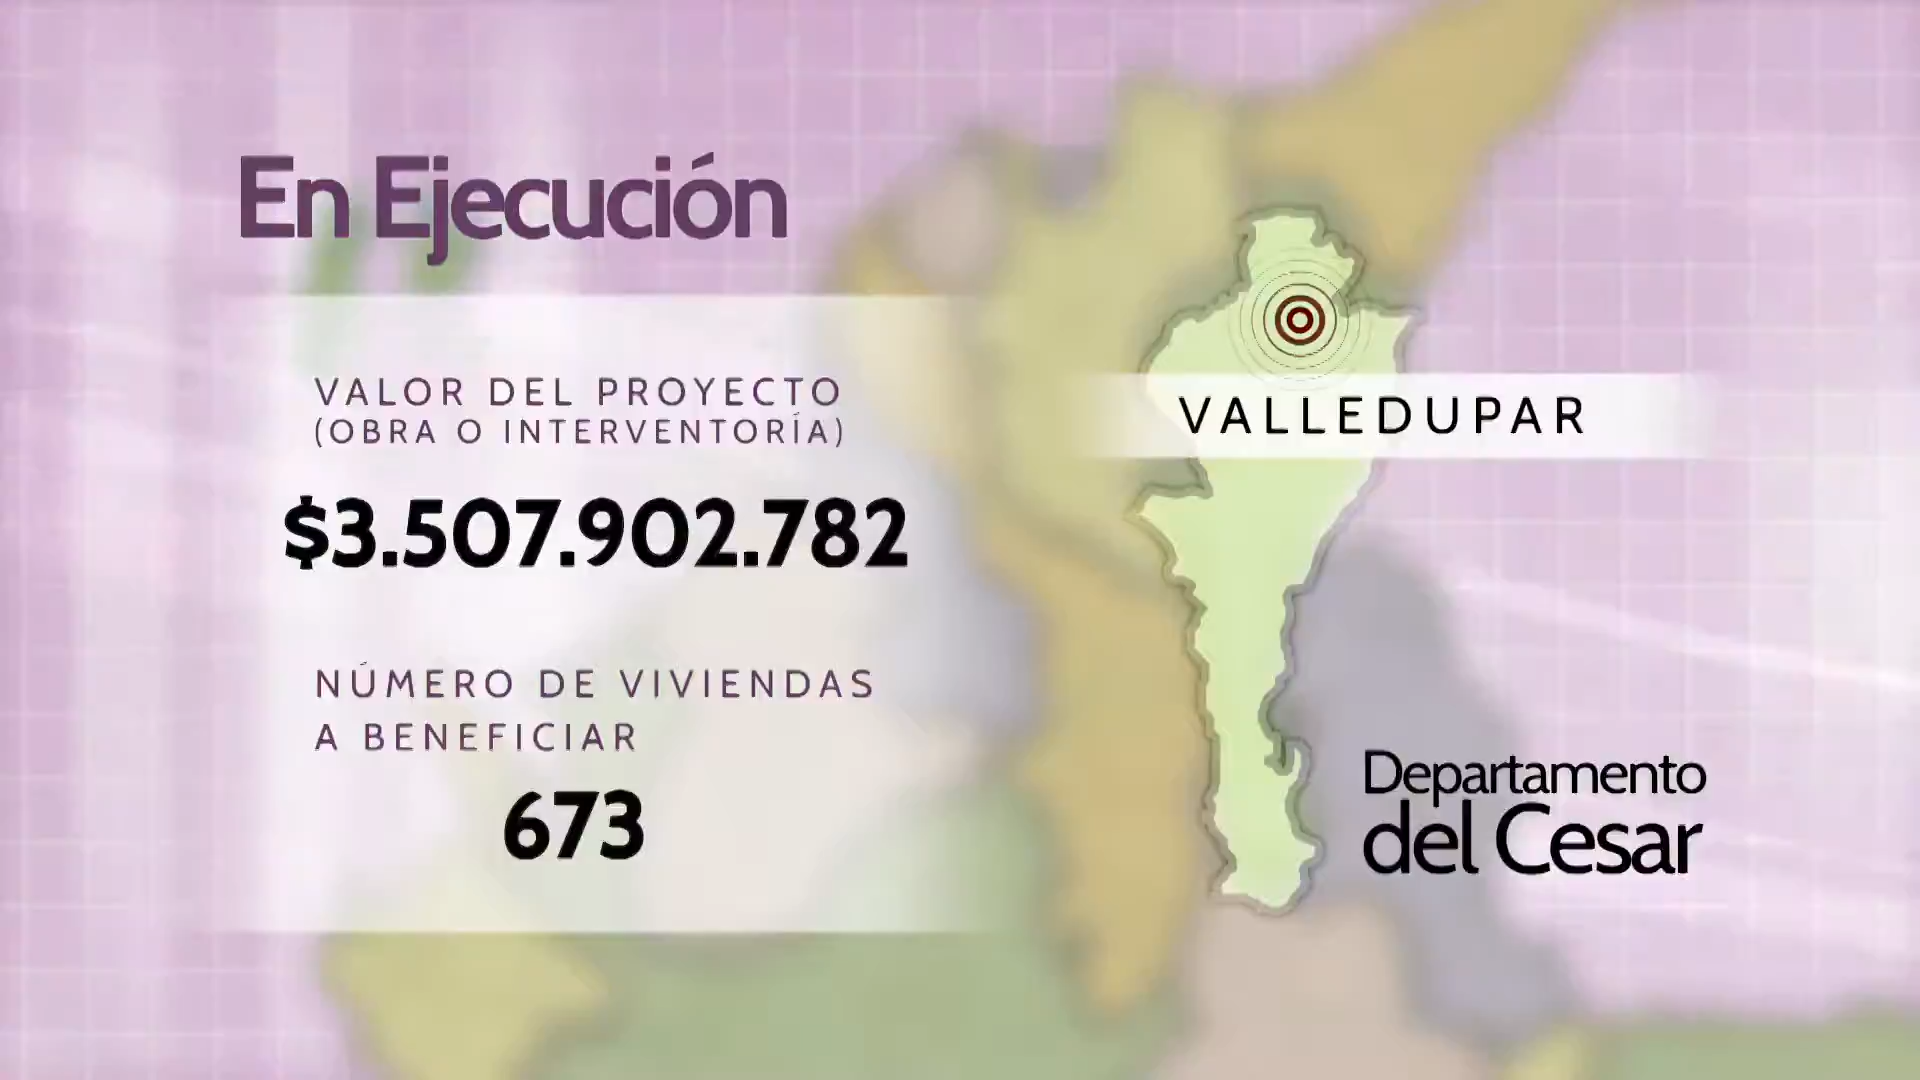 En Ejecución
VALOR DEL PROYECTO
(OBRA O INTERVENTORÍA)
$3.507.902.782
NÚMERO DE VIVIENDAS
A BENEFICIAR
673
VALLEDUPAR
Departamento
del Cesar